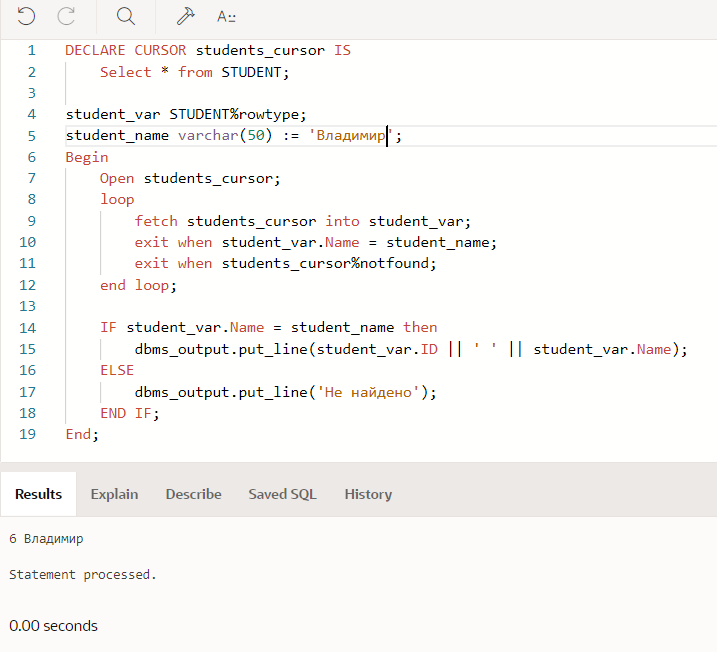 A::
1 DECLARE CURSOR students_cursor IS
2 Select * from STUDENT;
3
4 student_var STUDENT%rowtype;
5 student_name varchar(50) := 'Владимир';
6 Begin
7 Open students_cursor;
8 loop
9 fetch students_cursor into student_var;
10 exit when student_var.Name = student_name;
11 exit when students_cursor%notfound;
12 end loop;
13
14 IF student_var.Name = student_name then
15 dbms_output.put_line(student_var.ID || ' ' || student_var.Name);
16 ELSE
17 dbms_output.put_line('Не найдено');
18 END IF;
19 End;
Results Explain Describe Saved SQL History
6 Владимир
Statement processed.
0.00 seconds